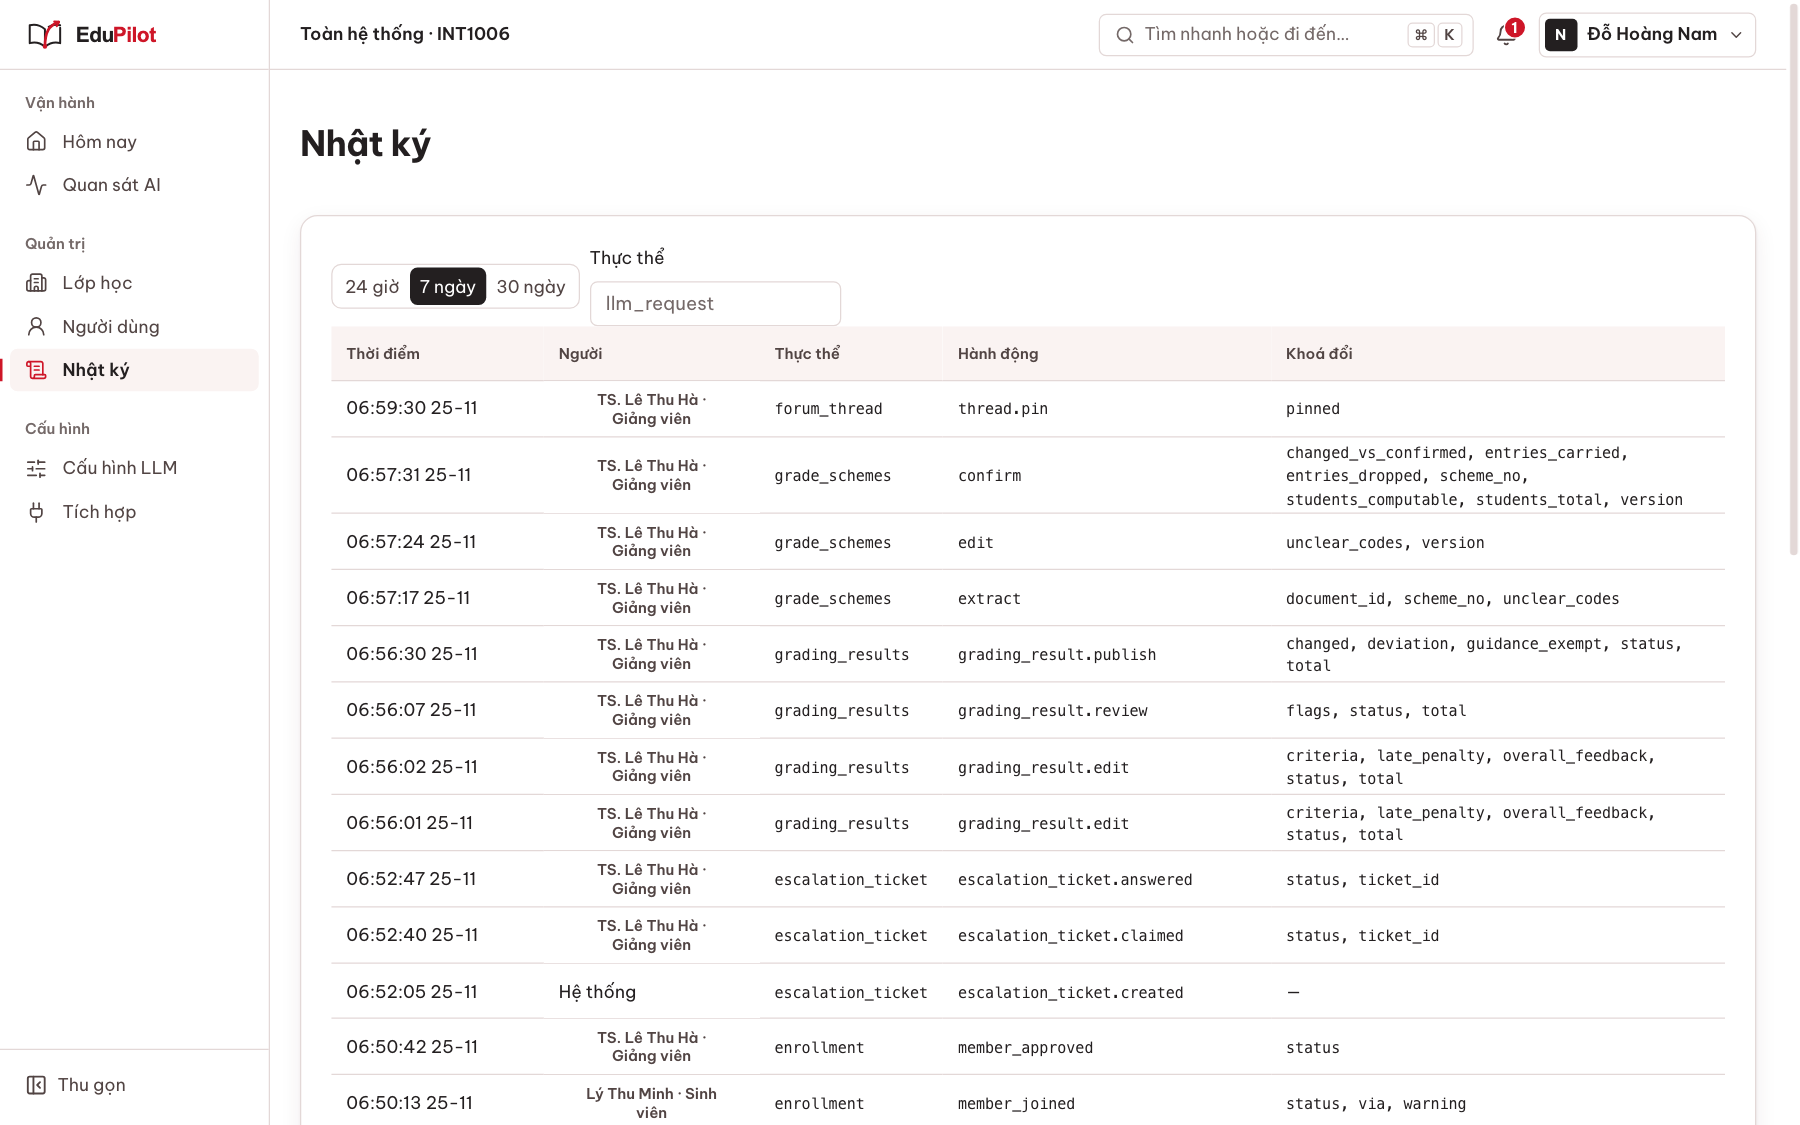 EduPilot
Toàn hệ thống · INT1006
Tìm nhanh hoặc đi đến...
⌘ K
1
N
Đỗ Hoàng Nam
Vận hành
Hôm nay
Quan sát AI
Quản trị
Lớp học
Người dùng
Nhật ký
Cấu hình
Cấu hình LLM
Tích hợp
Thu gọn
Nhật ký
24 giờ 7 ngày 30 ngày
Thực thể
llm_request
Thời điểm Người Thực thể Hành động Khoá đổi
06:59:30 25-11 TS. Lê Thu Hà · forum_thread thread.pin pinned
Giảng viên
06:57:31 25-11 TS. Lê Thu Hà · grade_schemes confirm changed_vs_confirmed, entries_carried,
Giảng viên entries_dropped, scheme_no,
students_computable, students_total, version
06:57:24 25-11 TS. Lê Thu Hà · grade_schemes edit unclear_codes, version
Giảng viên
06:57:17 25-11 TS. Lê Thu Hà · grade_schemes extract document_id, scheme_no, unclear_codes
Giảng viên
06:56:30 25-11 TS. Lê Thu Hà · grading_results grading_result.publish changed, deviation, guidance_exempt, status,
Giảng viên total
06:56:07 25-11 TS. Lê Thu Hà · grading_results grading_result.review flags, status, total
Giảng viên
06:56:02 25-11 TS. Lê Thu Hà · grading_results grading_result.edit criteria, late_penalty, overall_feedback,
Giảng viên status, total
06:56:01 25-11 TS. Lê Thu Hà · grading_results grading_result.edit criteria, late_penalty, overall_feedback,
Giảng viên status, total
06:52:47 25-11 TS. Lê Thu Hà · escalation_ticket escalation_ticket.answered status, ticket_id
Giảng viên
06:52:40 25-11 TS. Lê Thu Hà · escalation_ticket escalation_ticket.claimed status, ticket_id
Giảng viên
06:52:05 25-11 Hệ thống escalation_ticket escalation_ticket.created —
06:50:42 25-11 TS. Lê Thu Hà · enrollment member_approved status
Giảng viên
06:50:13 25-11 Lý Thu Minh · Sinh enrollment member_joined status, via, warning
viên